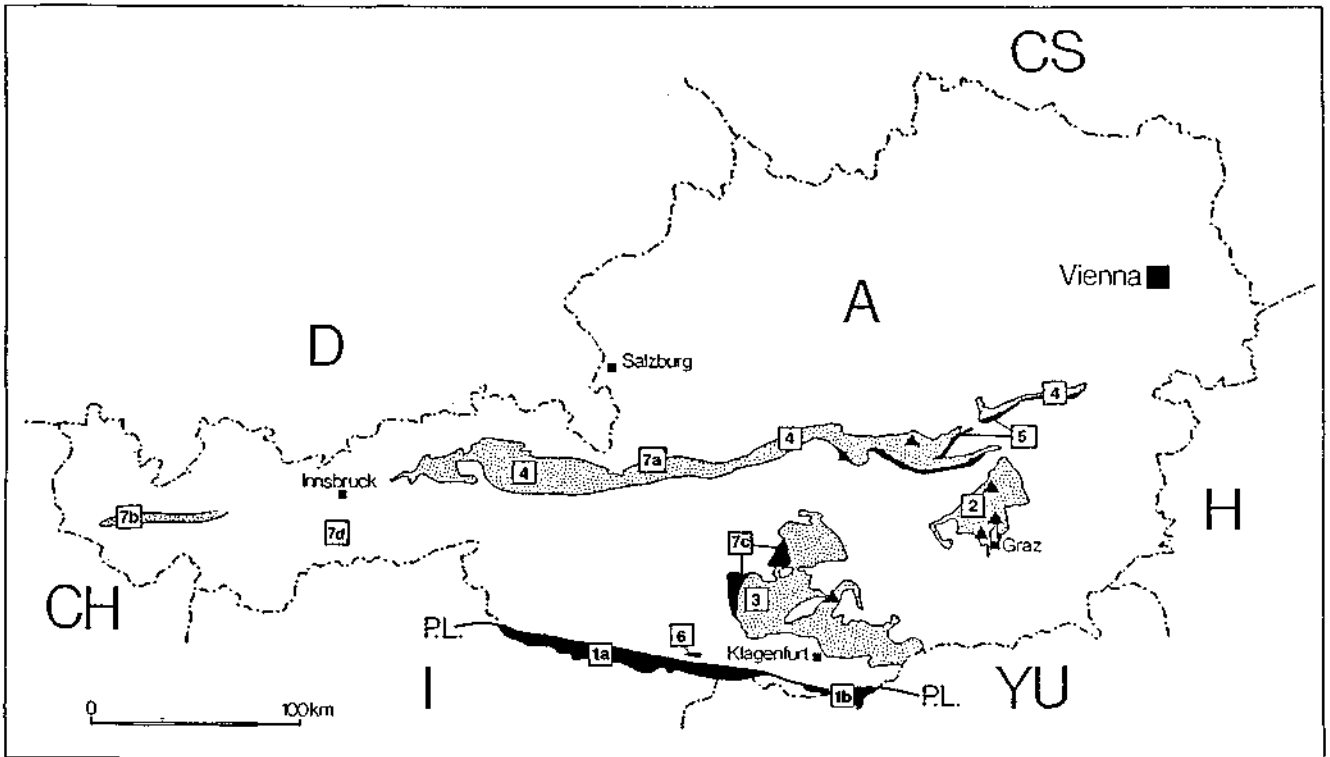 CS
Vienna
A
D
Salzburg
4
5
4
7a
4
Innsbruck
2
7b
7d
H
Graz
7c
CH
3
P.L.
6
1a
Klagenfurt
I
1b
P.L.
YU
0
100km